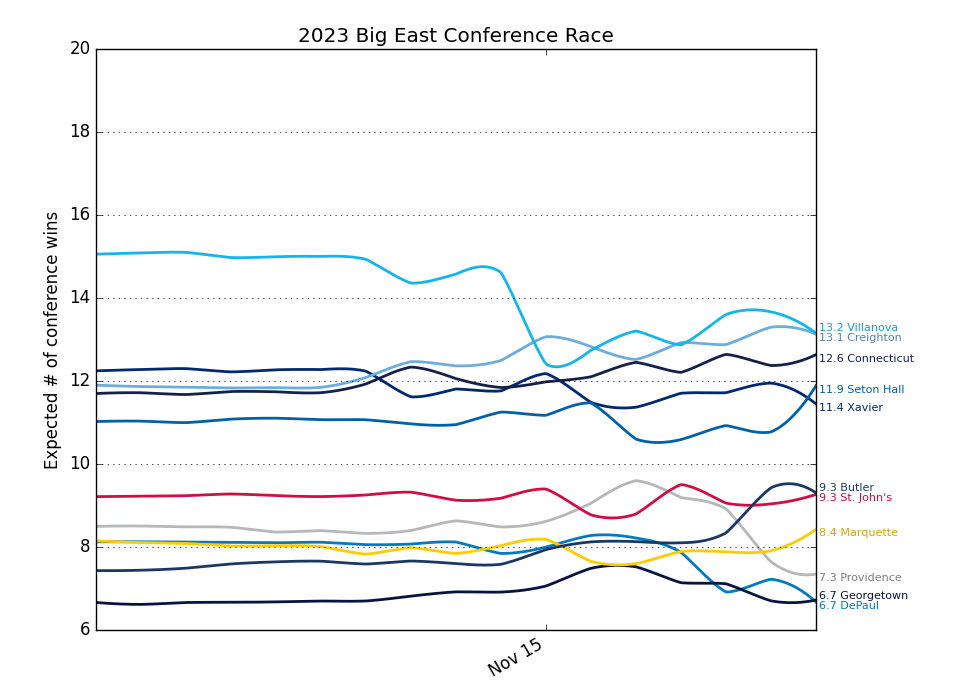 2023 Big East Conference Race
Expected # of conference wins
20
18
16
14
12
10
8
6
Nov 15
13.2 Villanova
13.1 Creighton
12.6 Connecticut
11.9 Seton Hall
11.4 Xavier
9.3 Butler
9.3 St. John's
8.4 Marquette
7.3 Providence
6.7 Georgetown
6.7 DePaul